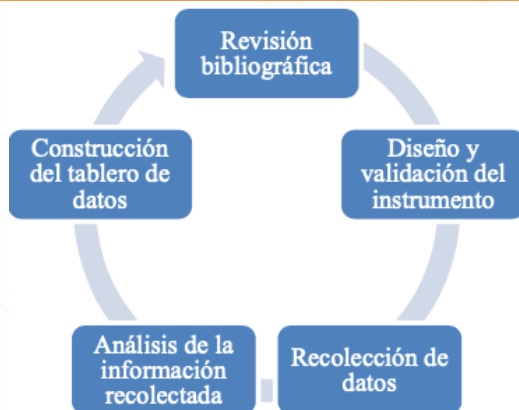 Revisión
bibliográfica
Diseño y
validación del
instrumento
Recolección de
datos
Análisis de la
información
recolectada
Construcción
del tablero de
datos